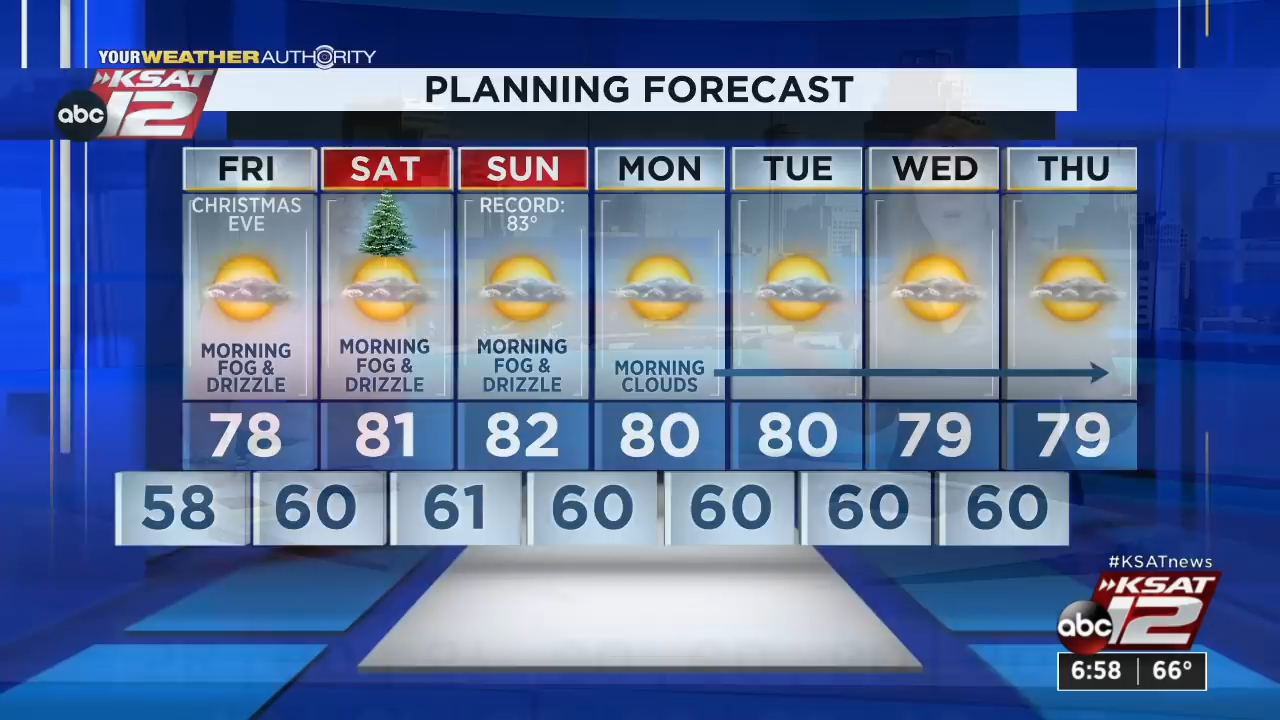 YOURWEATHERAUTHORITY
KSAT
abc 12
PLANNING FORECAST
FRI SAT SUN MON TUE WED THU
CHRISTMAS
EVE
RECORD:
83°
MORNING
FOG &
DRIZZLE
MORNING
FOG &
DRIZZLE
MORNING
FOG &
DRIZZLE
MORNING
CLOUDS
78 81 82 80 80 79 79
58 60 61 60 60 60 60
#KSATnews
KSAT
abc 12
6:58 66°